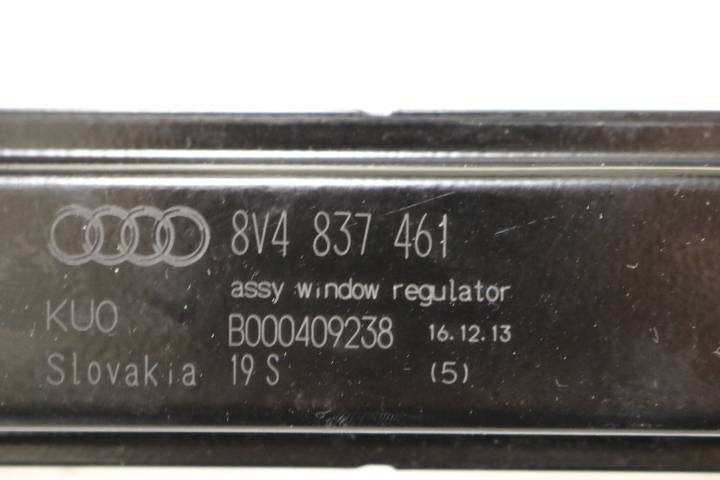 8V4 837 461
assy window regulator
KUO B000409238 16.12.13
Slovakia 19 S (5)